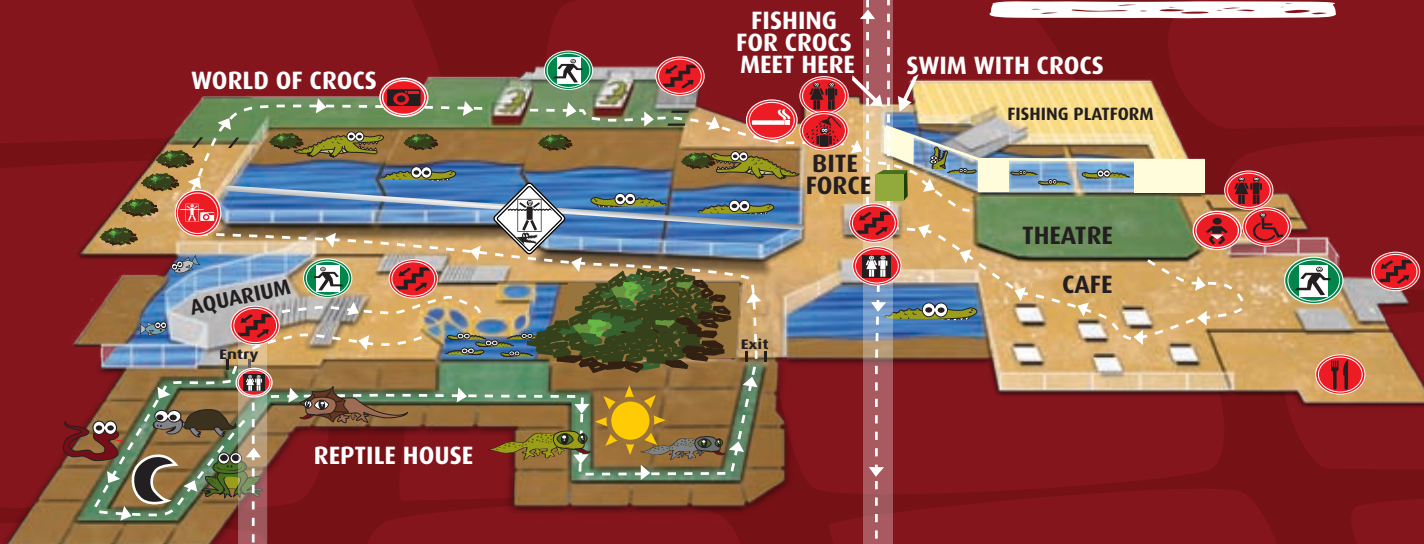 FISHING
FOR CROCS
MEET HERE
WORLD OF CROCS
SWIM WITH CROCS
FISHING PLATFORM
BITE
FORCE
THEATRE
CAFE
AQUARIUM
Entry
Exit
REPTILE HOUSE